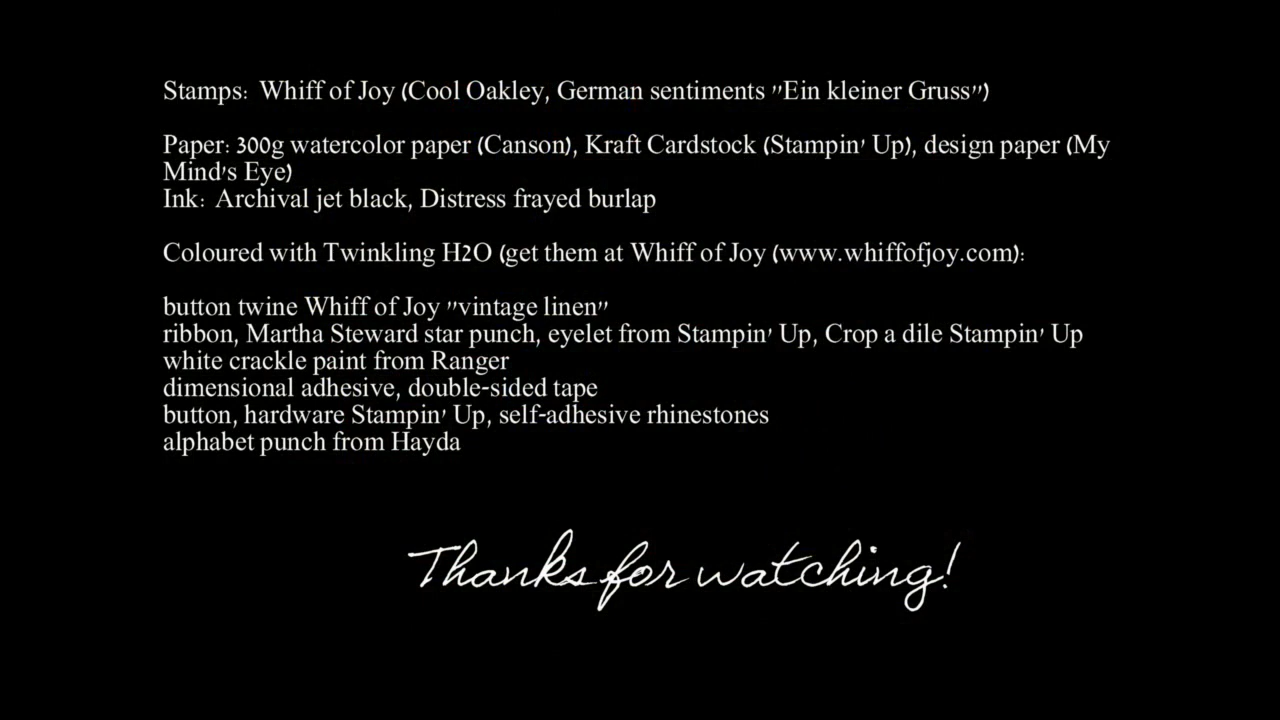 Stamps: Whiff of Joy (Cool Oakley, German sentiments "Ein kleiner Gruss")
Paper: 300g watercolor paper (Canson), Kraft Cardstock (Stampin' Up), design paper (My
Mind's Eye)
Ink: Archival jet black, Distress frayed burlap
Coloured with Twinkling H2O (get them at Whiff of Joy (www.whiffofjoy.com):
button twine Whiff of Joy "vintage linen"
ribbon, Martha Steward star punch, eyelet from Stampin' Up, Crop a dile Stampin' Up
white crackle paint from Ranger
dimensional adhesive, double-sided tape
button, hardware Stampin' Up, self-adhesive rhinestones
alphabet punch from Hayda
Thanks for watching!